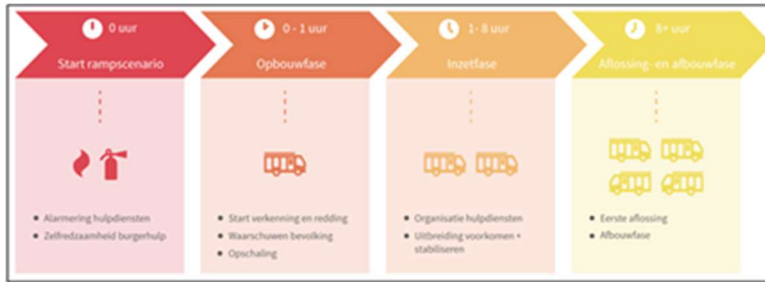 0 uur
Start rampscenario
• Alarmering hulpdiensten
• Zelfredzaamheid burgerhulp
0 - 1 uur
Opbouwfase
• Start verkenning en redding
• Waarschuwen bevolking
• Opschaling
1- 8 uur
Inzetfase
• Organisatie hulpdiensten
• Uitbreiding voorkomen +
stabiliseren
8+ uur
Aflossing- en afbouwfase
• Eerste aflossing
• Afbouwfase